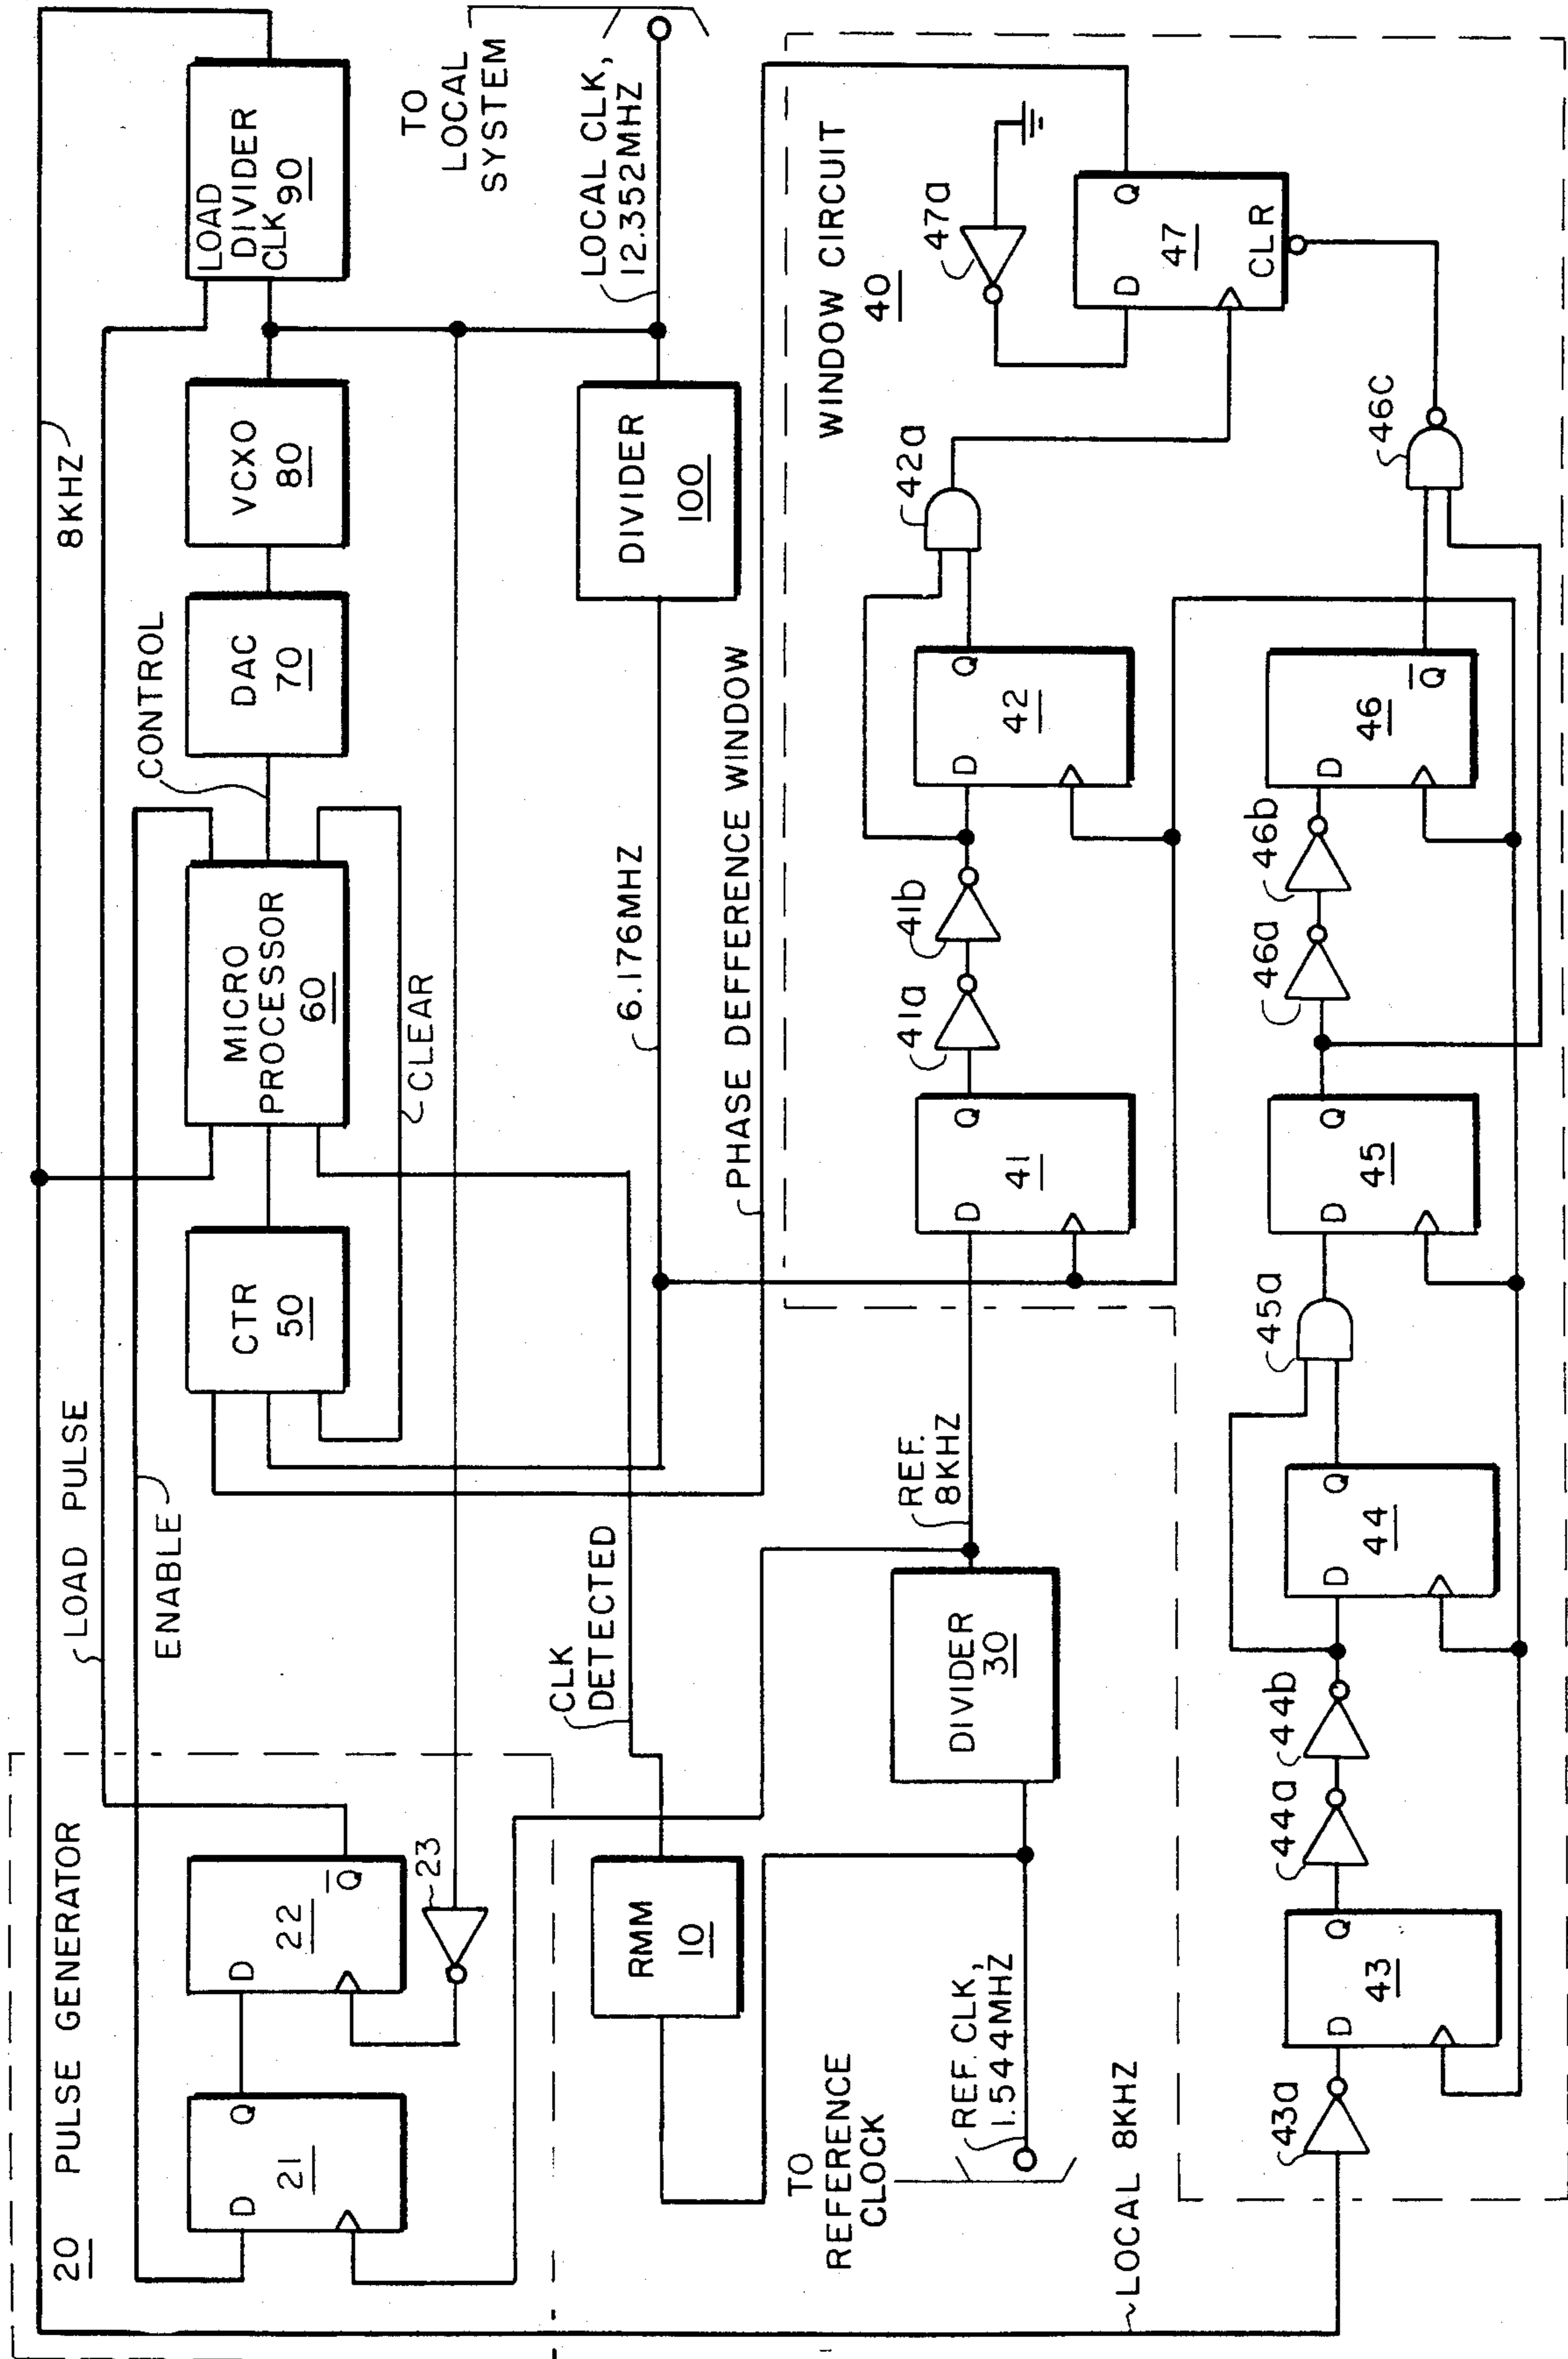 20 PULSE GENERATOR
D
21
Q
D
22
Q
23
LOAD PULSE
ENABLE
8KHZ
CTR
50
MICRO
PROCESSOR
60
CLEAR
CONTROL
DAC
70
VCXO
80
LOAD
DIVIDER
CLK
90
TO
LOCAL
SYSTEM
LOCAL CLK,
12.352MHZ
DIVIDER
100
6.176MHZ
PHASE DEFFERENCE WINDOW
CLK
DETECTED
RMM
10
TO
REFERENCE
CLOCK
REF. CLK,
1.544MHZ
DIVIDER
30
REF.
8KHZ
LOCAL 8KHZ
WINDOW CIRCUIT
40
D
41
Q
41a
41b
D
42
Q
42a
47a
D
47
Q
CLR
43a
D
43
Q
44a
44b
D
44
Q
45a
D
45
Q
46a
46b
D
46
Q
46C